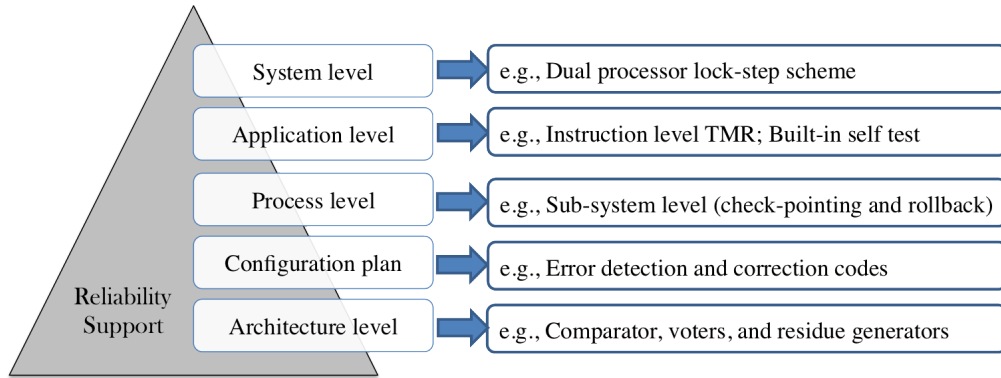 System level
e.g., Dual processor lock-step scheme
Application level
e.g., Instruction level TMR; Built-in self test
Process level
e.g., Sub-system level (check-pointing and rollback)
Configuration plan
e.g., Error detection and correction codes
Reliability
Support
Architecture level
e.g., Comparator, voters, and residue generators